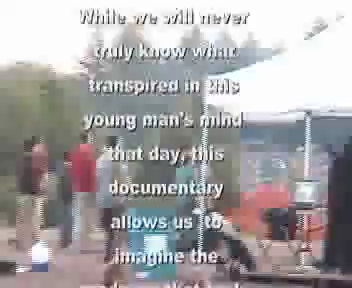 While we will never
truly know what
transpired in this
young man's mind
that day, this
documentary
allows us to
imagine the